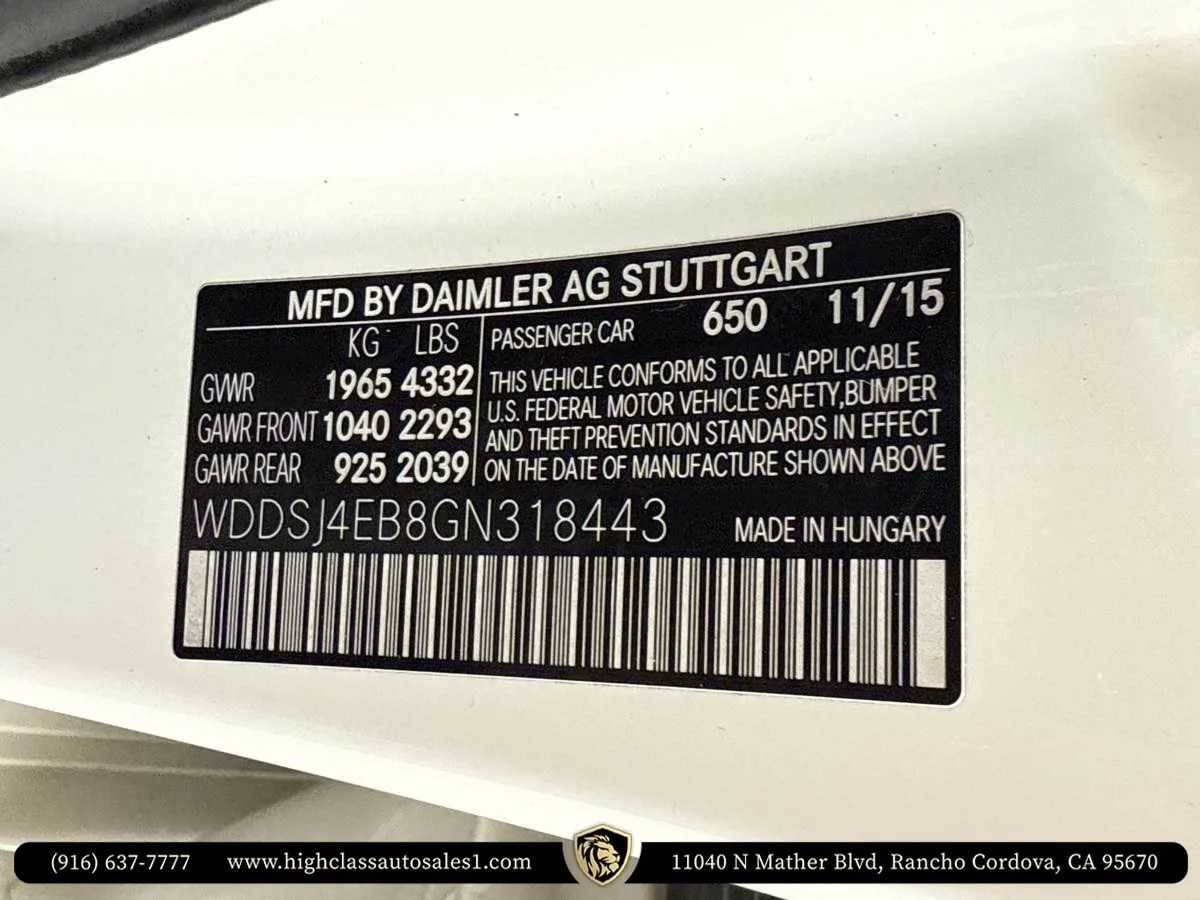 MFD BY DAIMLER AG STUTTGART
KG LBS
GVWR 1965 4332
GAWR FRONT 1040 2293
GAWR REAR 925 2039
PASSENGER CAR 650 11/15
THIS VEHICLE CONFORMS TO ALL APPLICABLE
U.S. FEDERAL MOTOR VEHICLE SAFETY,BUMPER
AND THEFT PREVENTION STANDARDS IN EFFECT
ON THE DATE OF MANUFACTURE SHOWN ABOVE
WDDSJ4EB8GN318443 MADE IN HUNGARY
(916) 637-7777 www.highclassautosales1.com 11040 N Mather Blvd, Rancho Cordova, CA 95670